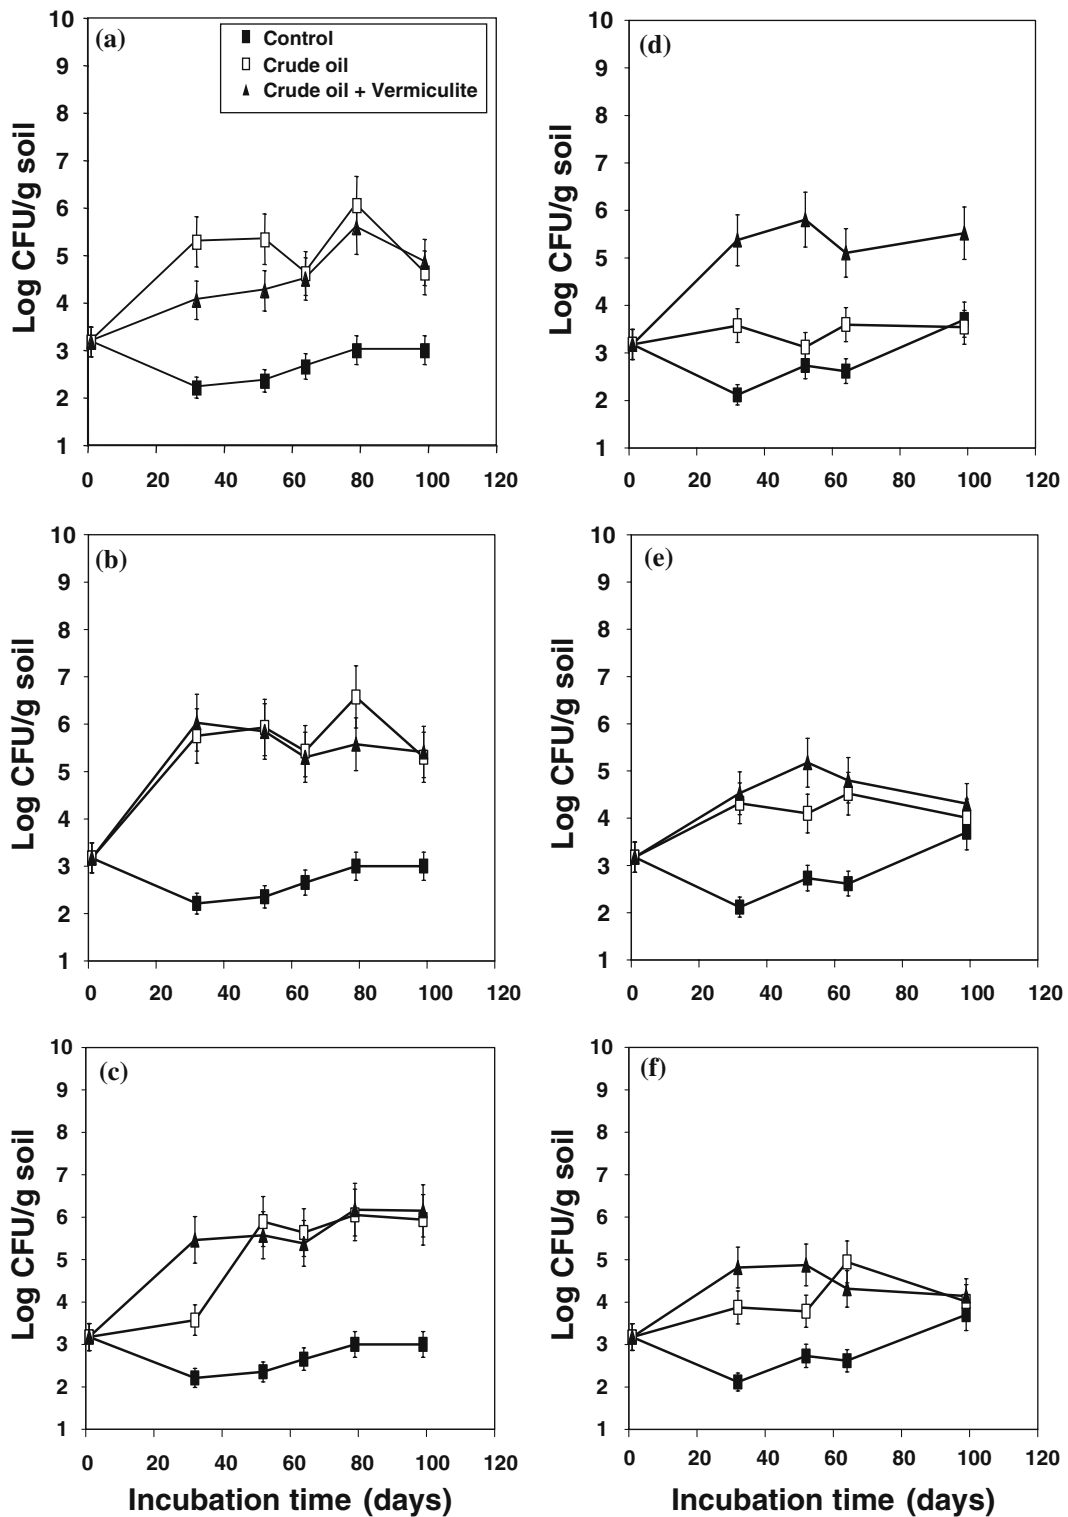 (a)
Control
Crude oil
Crude oil + Vermiculite
Log CFU/g soil
10
9
8
7
6
5
4
3
2
1
0 20 40 60 80 100 120
(d)
Log CFU/g soil
10
9
8
7
6
5
4
3
2
1
0 20 40 60 80 100 120
(b)
Log CFU/g soil
10
9
8
7
6
5
4
3
2
1
0 20 40 60 80 100 120
(e)
Log CFU/g soil
10
9
8
7
6
5
4
3
2
1
0 20 40 60 80 100 120
(c)
Log CFU/g soil
10
9
8
7
6
5
4
3
2
1
0 20 40 60 80 100 120
Incubation time (days)
(f)
Log CFU/g soil
10
9
8
7
6
5
4
3
2
1
0 20 40 60 80 100 120
Incubation time (days)